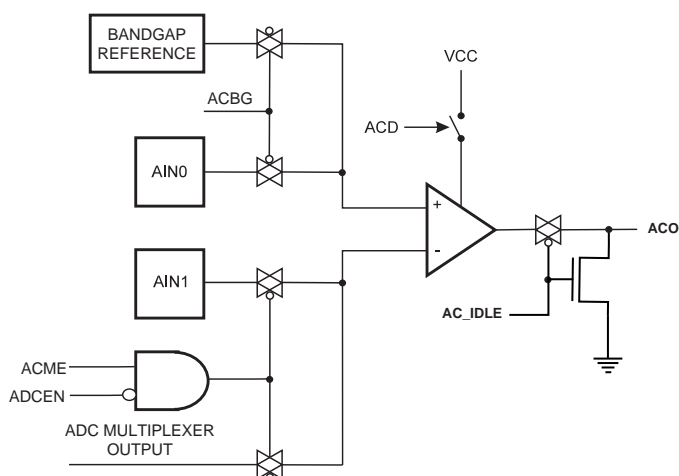 BANDGAP
REFERENCE
VCC
ACBG
ACD
AIN0
+
ACO
-
AIN1
AC_IDLE
ACME
ADCEN
ADC MULTIPLEXER
OUTPUT